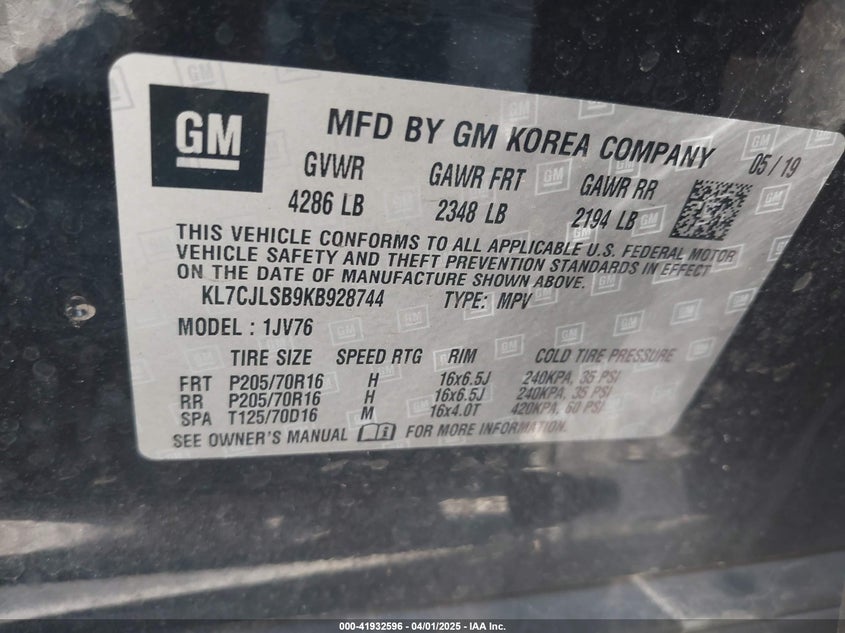 GM
MFD BY GM KOREA COMPANY 05/19
GVWR GAWR FRT GAWR RR
4286 LB 2348 LB 2194 LB
THIS VEHICLE CONFORMS TO ALL APPLICABLE U.S. FEDERAL MOTOR
VEHICLE SAFETY AND THEFT PREVENTION STANDARDS IN EFFECT
ON THE DATE OF MANUFACTURE SHOWN ABOVE.
KL7CJLSB9KB928744 TYPE: MPV
MODEL : 1JV76
TIRE SIZE SPEED RTG RIM COLD TIRE PRESSURE
FRT P205/70R16 H 16x6.5J 240KPA, 35 PSI
RR P205/70R16 H 16x6.5J 240KPA, 35 PSI
SPA T125/70D16 M 16x4.0T 420KPA, 60 PSI
SEE OWNER'S MANUAL FOR MORE INFORMATION.
000-41932596 - 04/01/2025 - IAA Inc.